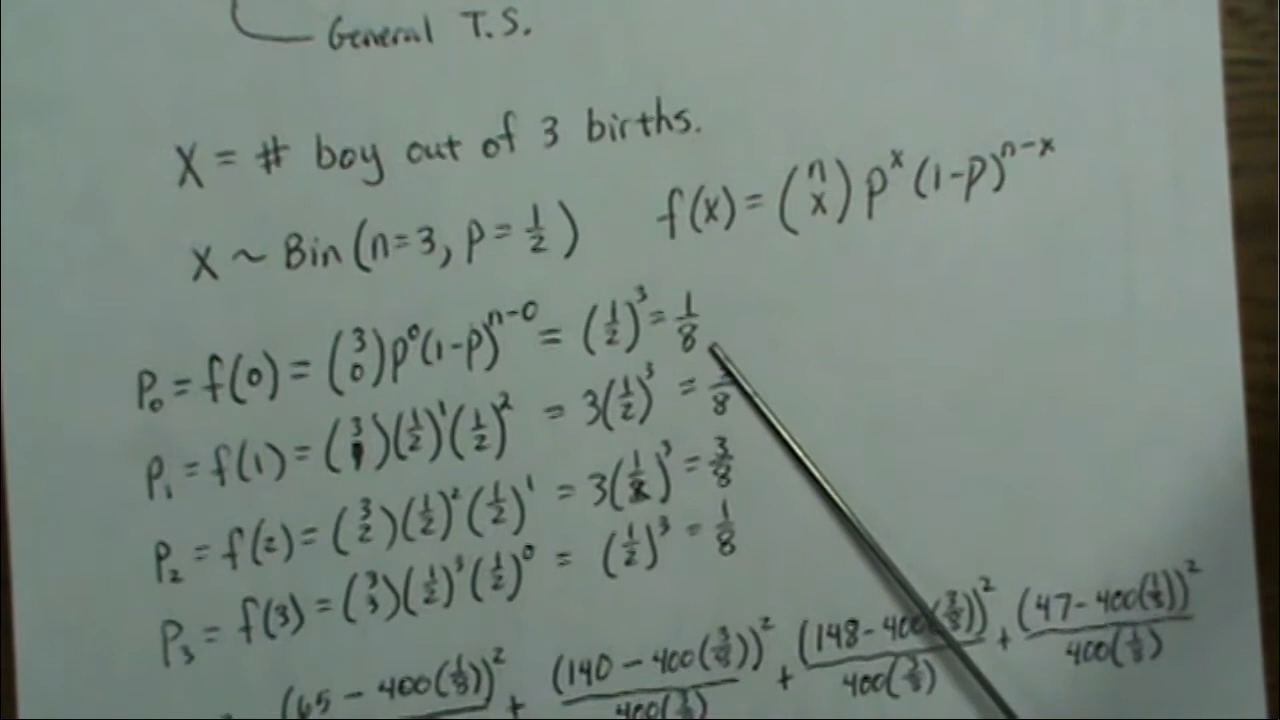 General T.S.
X = # boy out of 3 births.
X ~ Bin(n=3, p=1/2)    f(x) = (n x) p^x (1-p)^{n-x}
P₀ = f(0) = (3 0) p⁰(1-p)^{n-0} = (1/2)³ = 1/8
P₁ = f(1) = (3 1)(1/2)¹(1/2)² = 3(1/2)³ = 3/8
P₂ = f(2) = (3 2)(1/2)²(1/2)¹ = 3(1/2)³ = 3/8
P₃ = f(3) = (3 3)(1/2)³(1/2)⁰ = (1/2)³ = 1/8
(65 - 400(1/8))² + (140 - 400(3/8))²/400(3/8) + (148 - 400(3/8))²/400(3/8) + (47 - 400(1/8))²/400(1/8)